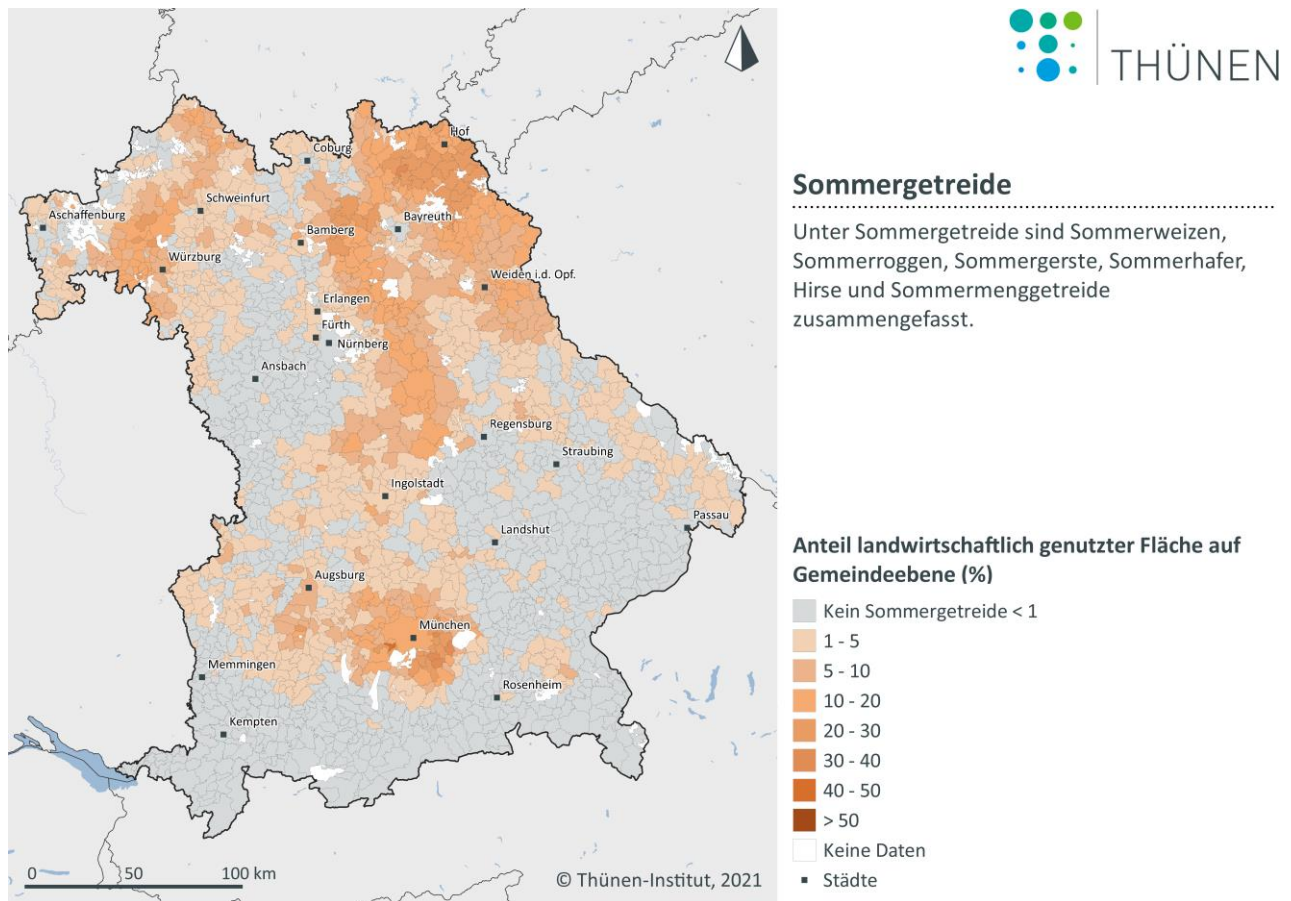 THÜNEN
Hof
Coburg
Schweinfurt
Aschaffenburg
Bayreuth
Bamberg
Würzburg
Weiden i.d. Opf.
Erlangen
Fürth
Nürnberg
Ansbach
Regensburg
Straubing
Ingolstadt
Passau
Landshut
Augsburg
München
Memmingen
Rosenheim
Kempten
0 50 100 km
© Thünen-Institut, 2021
Sommergetreide
Unter Sommergetreide sind Sommerweizen,
Sommerroggen, Sommergerste, Sommerhafer,
Hirse und Sommermenggetreide
zusammengefasst.
Anteil landwirtschaftlich genutzter Fläche auf
Gemeindeebene (%)
Kein Sommergetreide < 1
1 - 5
5 - 10
10 - 20
20 - 30
30 - 40
40 - 50
> 50
Keine Daten
Städte